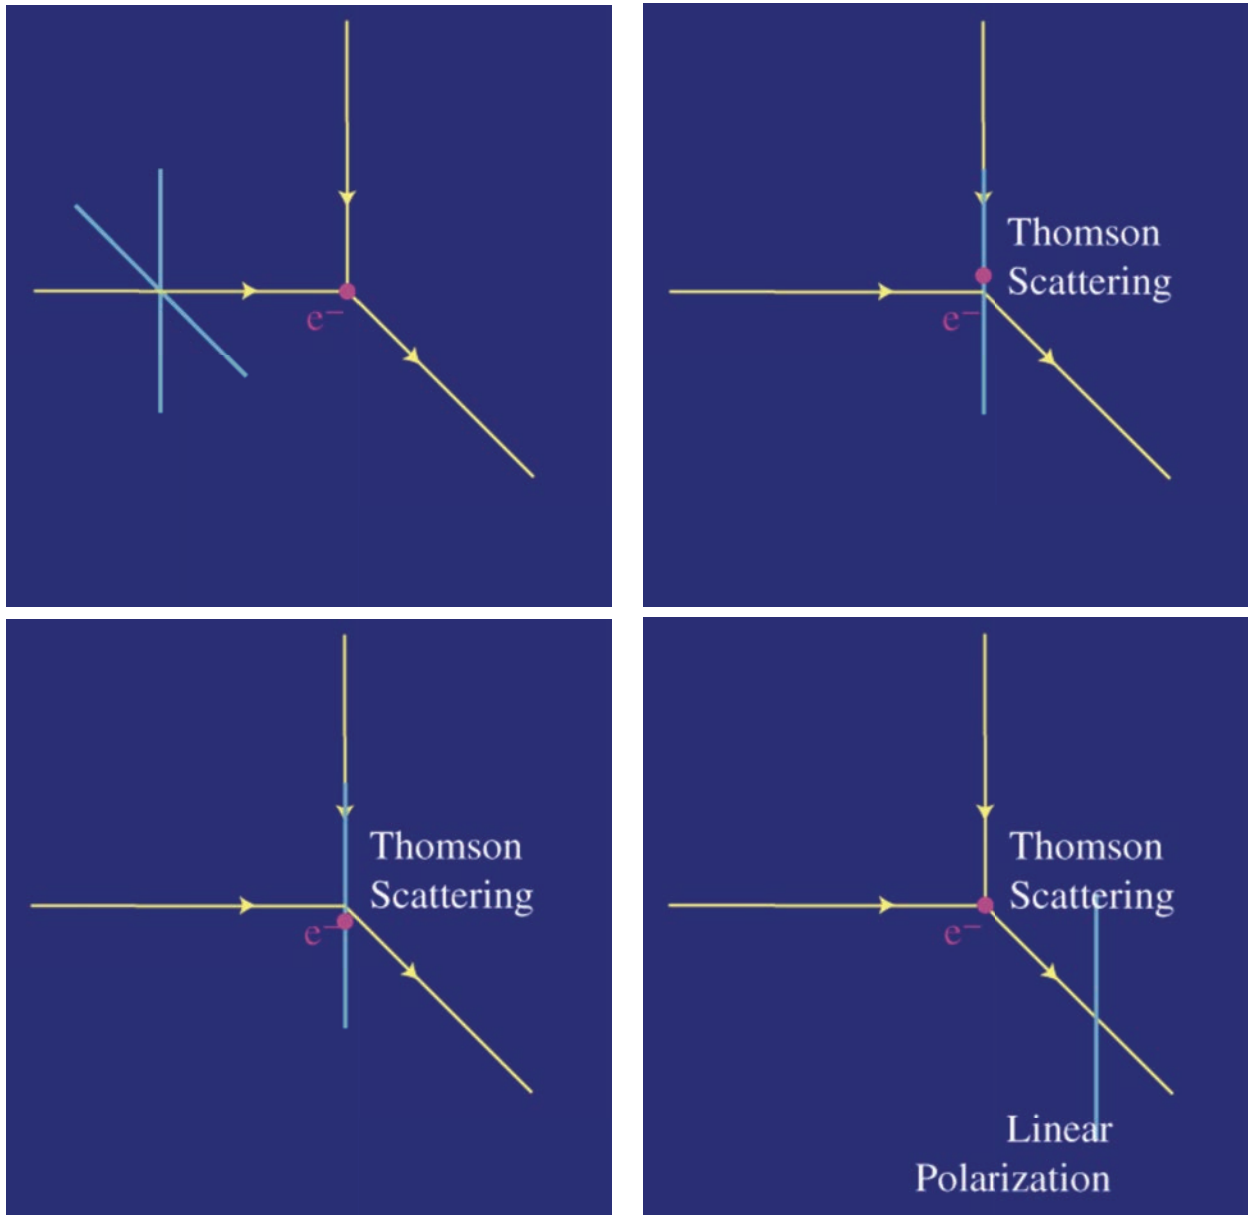 e−
Thomson
Scattering
e−
Thomson
Scattering
e−
Thomson
Scattering
e−
Linear
Polarization